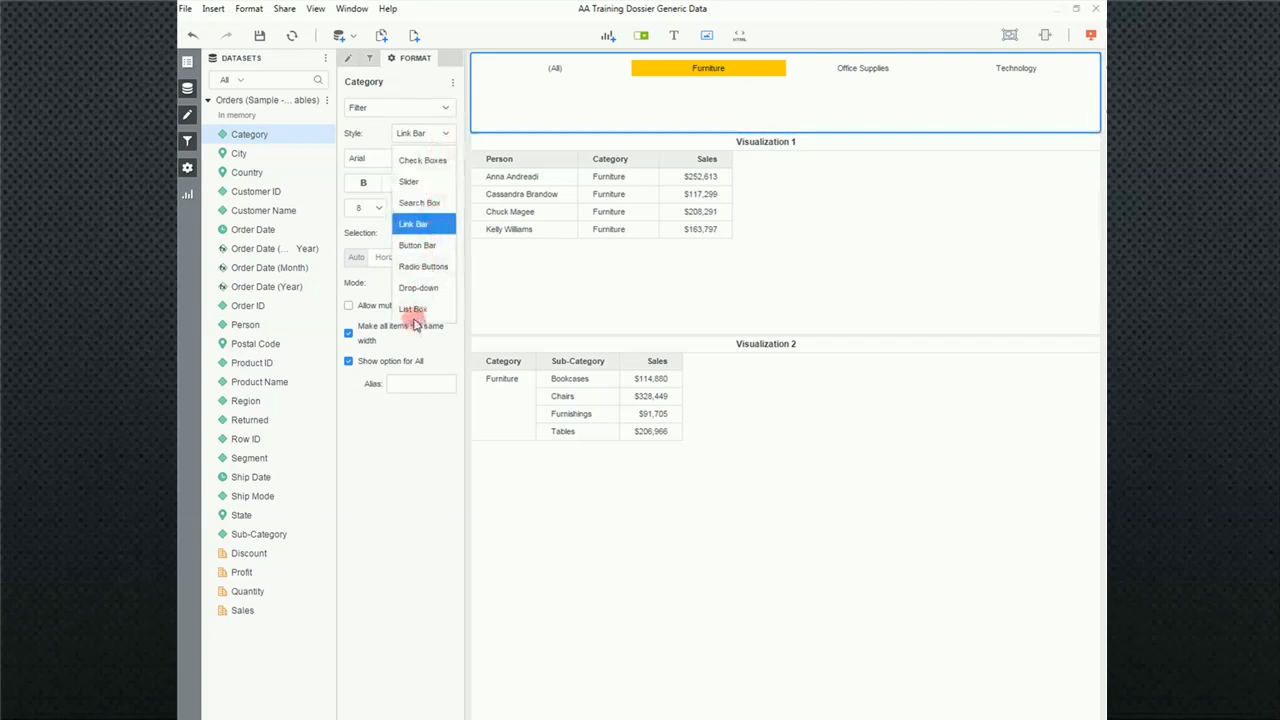 File Insert Format Share View Window Help
AA Training Dossier Generic Data
T
HTML
DATASETS
All
Orders (Sample -... ables)
In memory
Category
City
Country
Customer ID
Customer Name
Order Date
Order Date (... Year)
Order Date (Month)
Order Date (Year)
Order ID
Person
Postal Code
Product ID
Product Name
Region
Returned
Row ID
Segment
Ship Date
Ship Mode
State
Sub-Category
Discount
Profit
Quantity
Sales
FORMAT
Category
Filter
Style: Link Bar
Arial
B
8
Selection:
Auto Horiz
Mode:
Allow mul
Make all items same
width
Show option for All
Alias:
Check Boxes
Slider
Search Box
Link Bar
Button Bar
Radio Buttons
Drop-down
List Box
(All) Furniture Office Supplies Technology
Visualization 1
Person Category Sales
Anna Andreadi Furniture $252,613
Cassandra Brandow Furniture $117,299
Chuck Magee Furniture $208,291
Kelly Williams Furniture $163,797
Visualization 2
Category Sub-Category Sales
Furniture Bookcases $114,880
Chairs $328,449
Furnishings $91,705
Tables $206,966